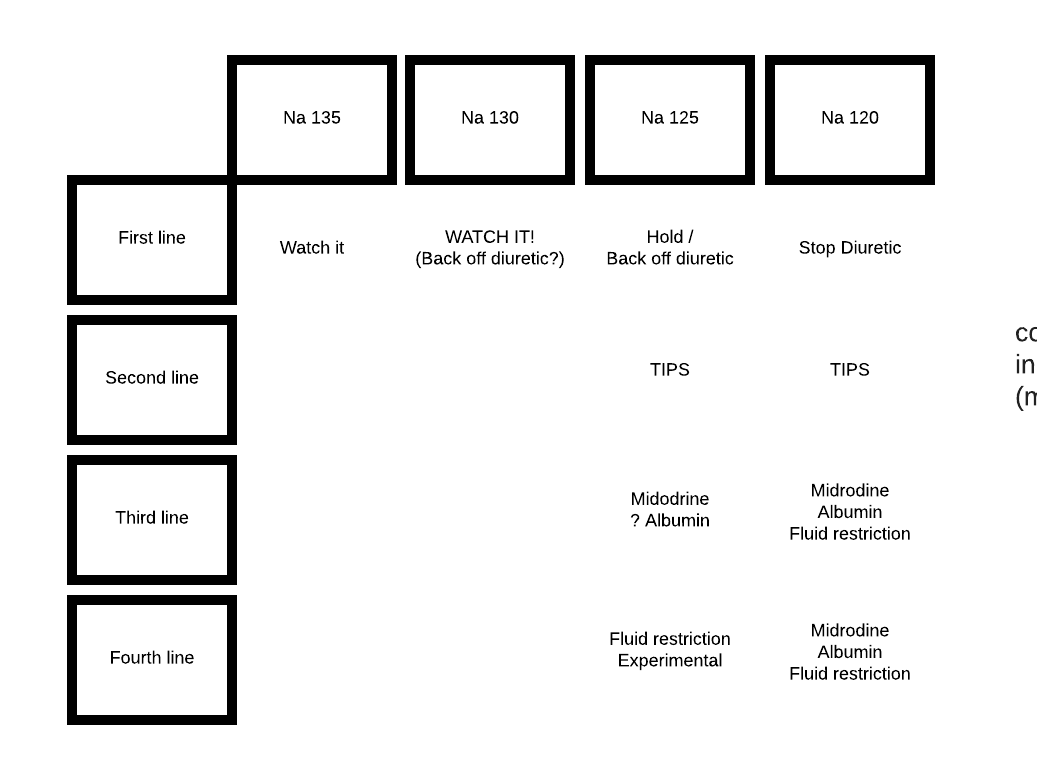 Na 135
Na 130
Na 125
Na 120
First line
Watch it
WATCH IT!
(Back off diuretic?)
Hold /
Back off diuretic
Stop Diuretic
Second line
TIPS
TIPS
Third line
Midodrine
? Albumin
Midrodine
Albumin
Fluid restriction
Fourth line
Fluid restriction
Experimental
Midrodine
Albumin
Fluid restriction
in